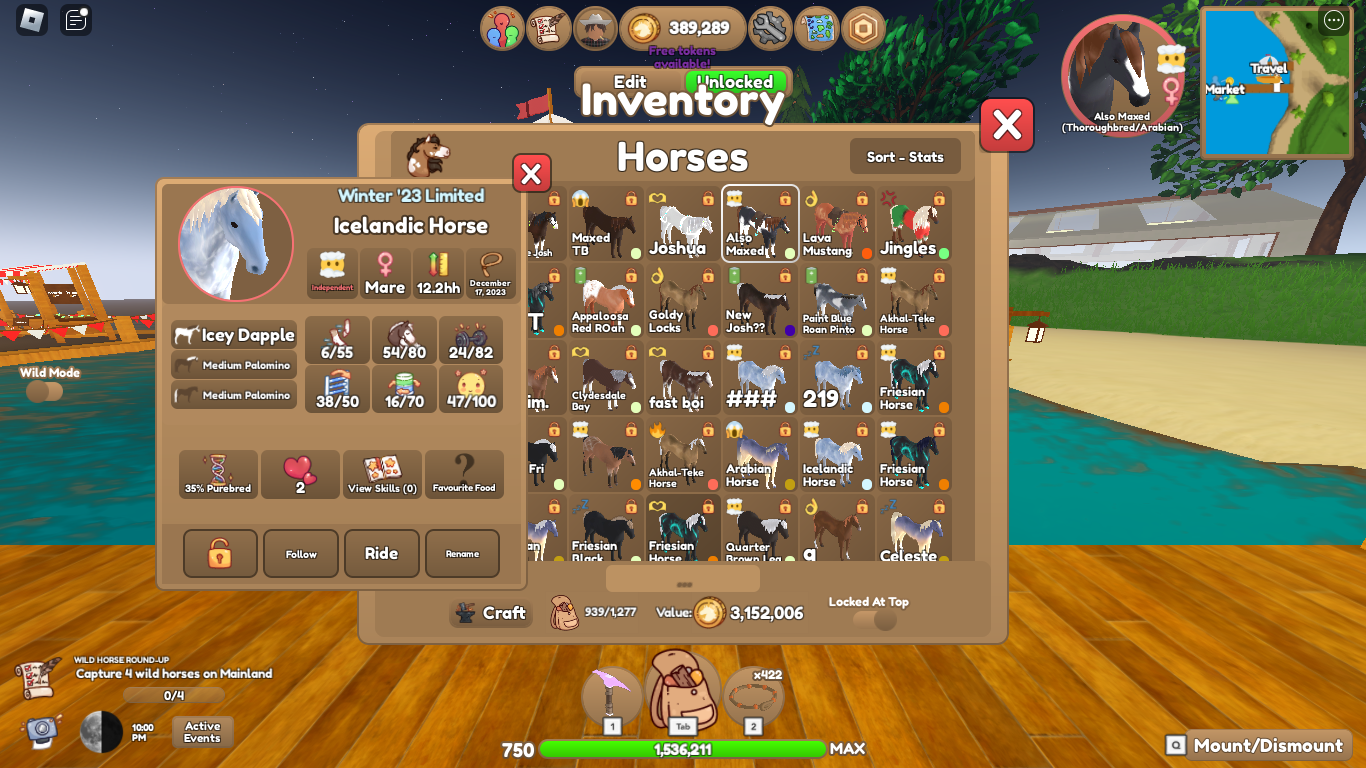 389,289
Free tokens
available!
Edit
Unlocked
Inventory
Horses
Sort - Stats
Also Maxed
(Thoroughbred/Arabian)
Travel
Market
Winter '23 Limited
Icelandic Horse
Independent
Mare
12.2hh
December
17, 2023
Icey Dapple
Medium Palomino
Medium Palomino
6/55
54/80
24/82
38/50
16/70
47/100
35% Purebred
2
View Skills (0)
Favourite Food
Follow
Ride
Rename
Josh
Maxed
TB
Joshua
Also
Maxed
Lava
Mustang
Jingles
T
Appaloosa
Red ROan
Goldy
Locks
New
Josh??
Paint Blue
Roan Pinto
Akhal-Teke
Horse
im.
Clydesdale
Bay
fast boi
###
219
Friesian
Horse
Fri
Akhal-Teke
Horse
Arabian
Horse
Icelandic
Horse
Friesian
Horse
an
Friesian
Black
Friesian
Horse
Quarter
Brown Leg
g
Celeste
...
Craft
939/1,277
Value:
3,152,006
Locked At Top
Wild Mode
WILD HORSE ROUND-UP
Capture 4 wild horses on Mainland
0/4
10:00
PM
Active
Events
x422
1
Tab
2
750
1,536,211
MAX
Q
Mount/Dismount